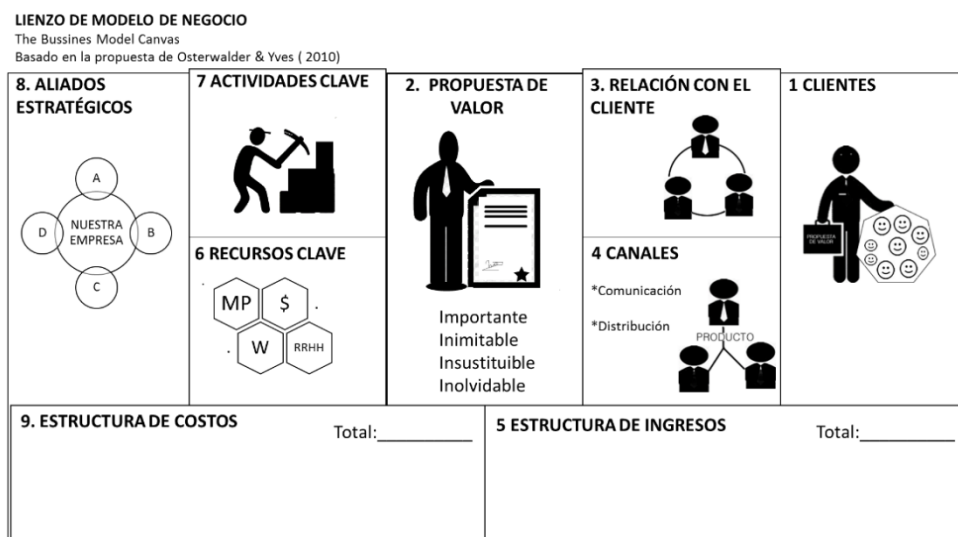 LIENZO DE MODELO DE NEGOCIO
The Bussines Model Canvas
Basado en la propuesta de Osterwalder & Yves ( 2010)
8. ALIADOS
ESTRATÉGICOS
A
D
NUESTRA
EMPRESA
B
C
7 ACTIVIDADES CLAVE
6 RECURSOS CLAVE
MP
$
W
RRHH
2. PROPUESTA DE
VALOR
Importante
Inimitable
Insustituible
Inolvidable
3. RELACIÓN CON EL
CLIENTE
4 CANALES
*Comunicación
*Distribución
PRODUCTO
1 CLIENTES
PROPUESTA
DE VALOR
9. ESTRUCTURA DE COSTOS
Total:__________
5 ESTRUCTURA DE INGRESOS
Total:__________